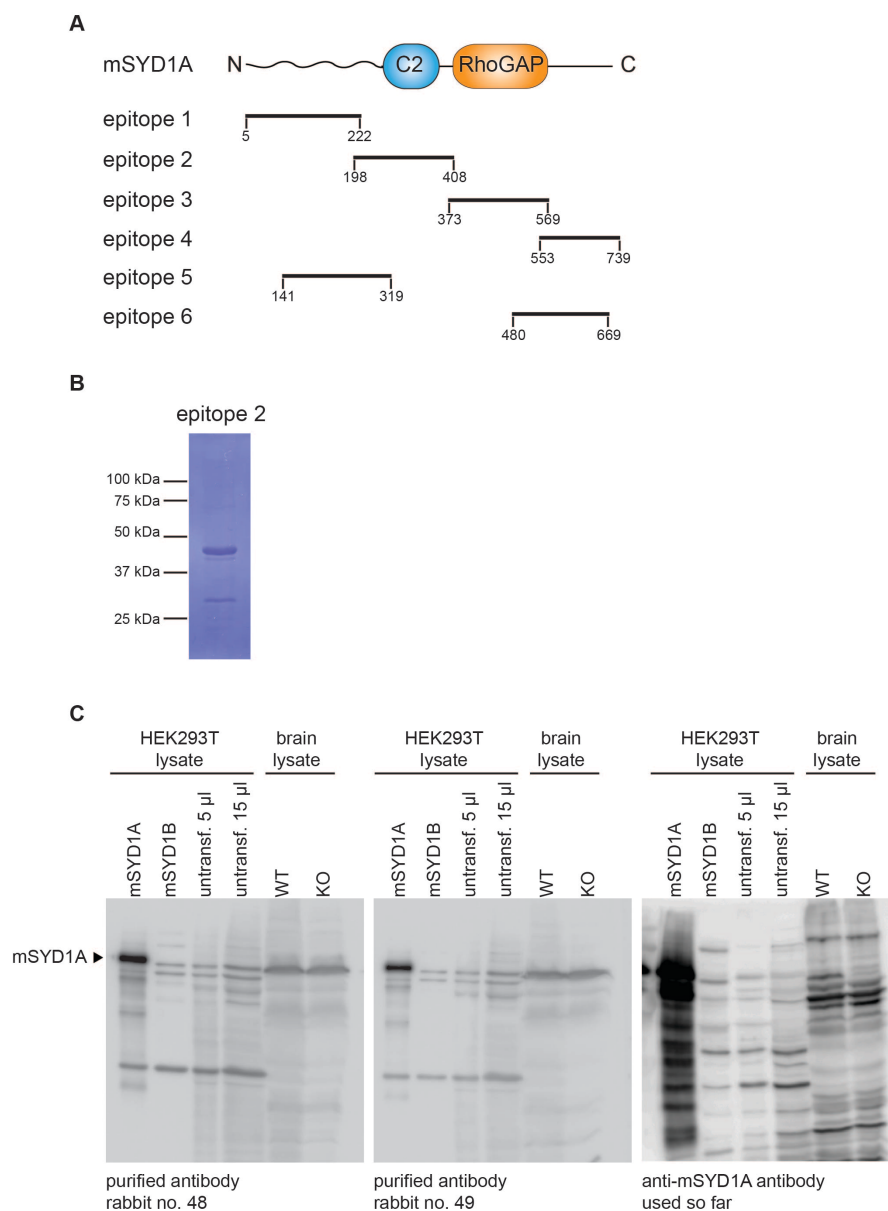 A
mSYD1A N C2 RhoGAP C
epitope 1
5 222
epitope 2
198 408
epitope 3
373 569
epitope 4
553 739
epitope 5
141 319
epitope 6
480 669
B
epitope 2
100 kDa
75 kDa
50 kDa
37 kDa
25 kDa
C
HEK293T lysate
brain lysate
mSYD1A
mSYD1B
untransf. 5 µl
untransf. 15 µl
WT
KO
mSYD1A
purified antibody
rabbit no. 48
HEK293T lysate
brain lysate
mSYD1A
mSYD1B
untransf. 5 µl
untransf. 15 µl
WT
KO
purified antibody
rabbit no. 49
HEK293T lysate
brain lysate
mSYD1A
mSYD1B
untransf. 5 µl
untransf. 15 µl
WT
KO
anti-mSYD1A antibody
used so far